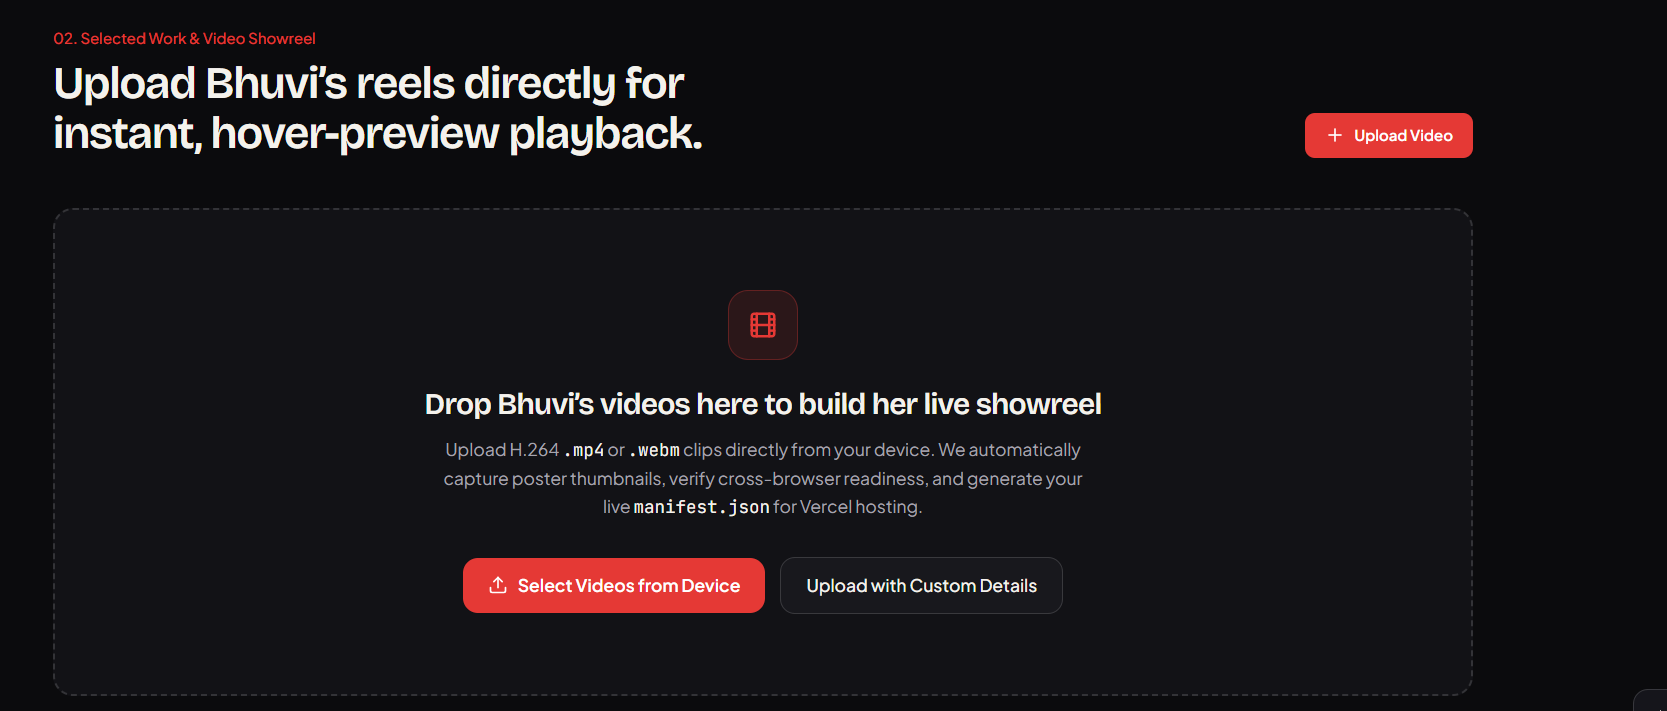 02. Selected Work & Video Showreel
Upload Bhuvi's reels directly for
instant, hover-preview playback.
Upload Video
Drop Bhuvi's videos here to build her live showreel
Upload H.264 .mp4 or .webm clips directly from your device. We automatically
capture poster thumbnails, verify cross-browser readiness, and generate your
live manifest.json for Vercel hosting.
Select Videos from Device
Upload with Custom Details